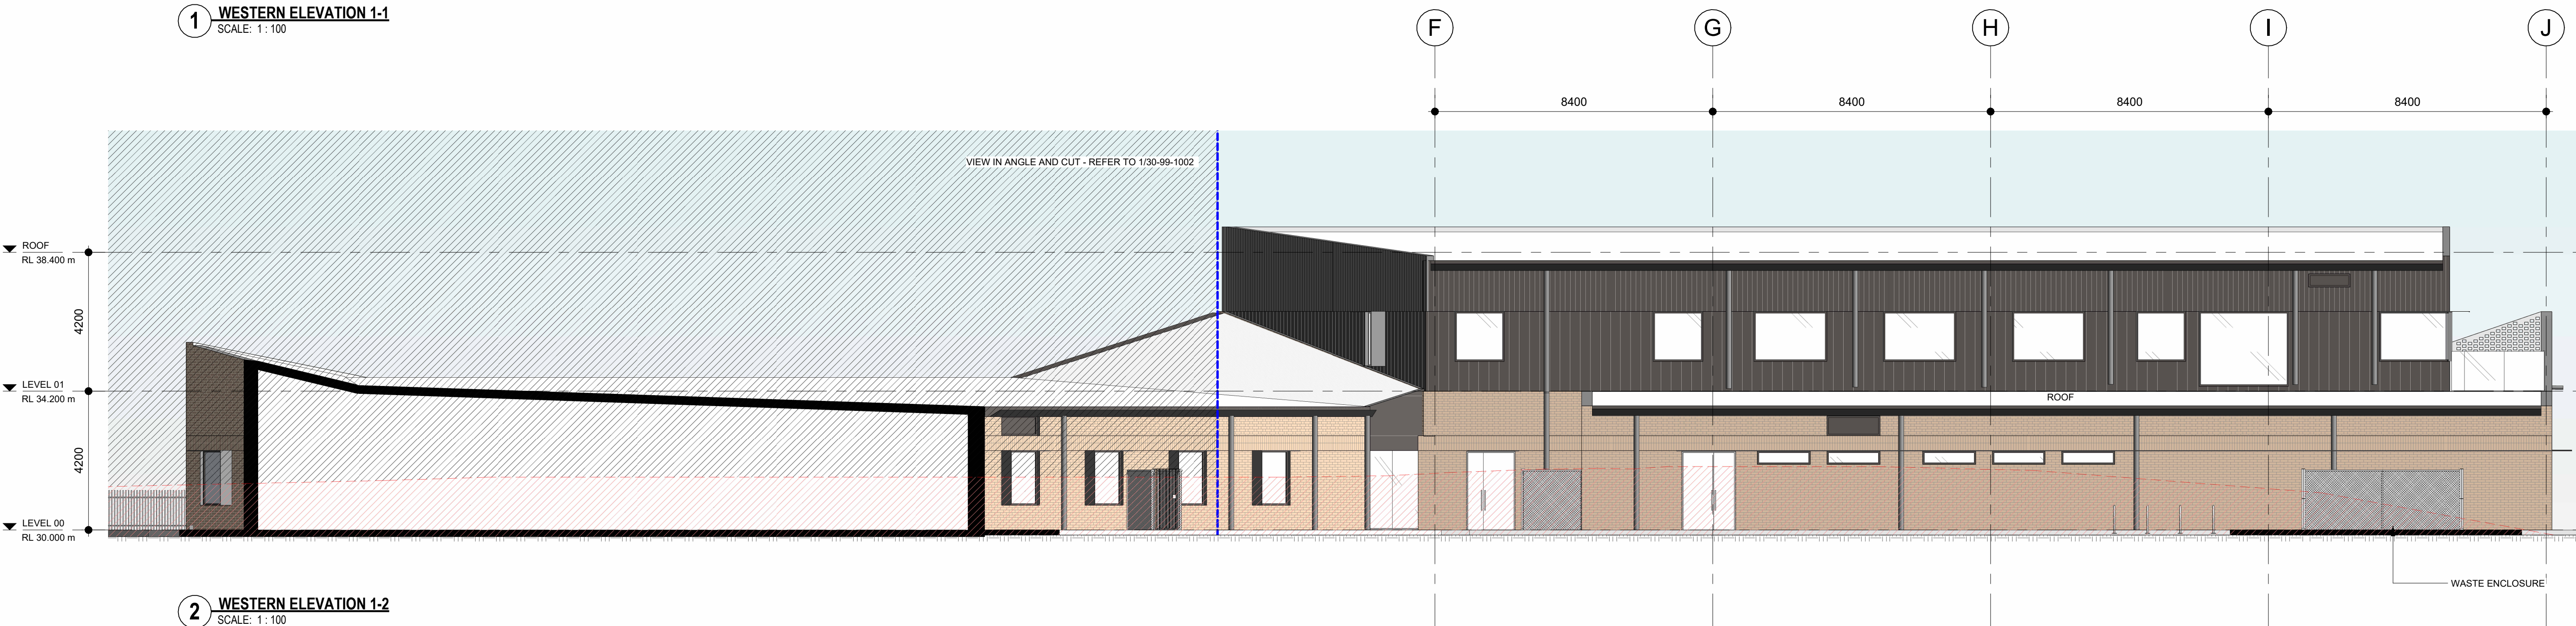 1 WESTERN ELEVATION 1-1
SCALE: 1 : 100
F G H I J
8400 8400 8400 8400
VIEW IN ANGLE AND CUT - REFER TO 1/30-99-1002
ROOF
RL 38.400 m
4200
LEVEL 01
RL 34.200 m
ROOF
4200
LEVEL 00
RL 30.000 m
WASTE ENCLOSURE
2 WESTERN ELEVATION 1-2
SCALE: 1 : 100